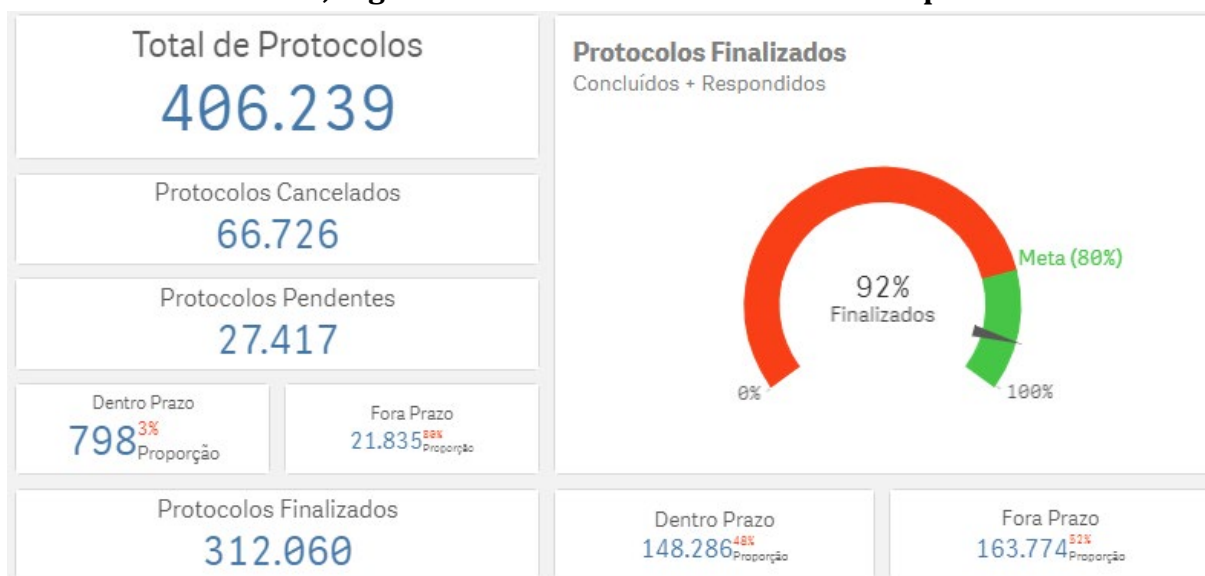 Total de Protocolos
406.239
Protocolos Cancelados
66.726
Protocolos Pendentes
27.417
Dentro Prazo
798 3%
Proporção
Fora Prazo
21.835 80%
Proporção
Protocolos Finalizados
312.060
Protocolos Finalizados
Concluídos + Respondidos
Meta (80%)
92%
Finalizados
0%
100%
Dentro Prazo
148.286 48%
Proporção
Fora Prazo
163.774 52%
Proporção